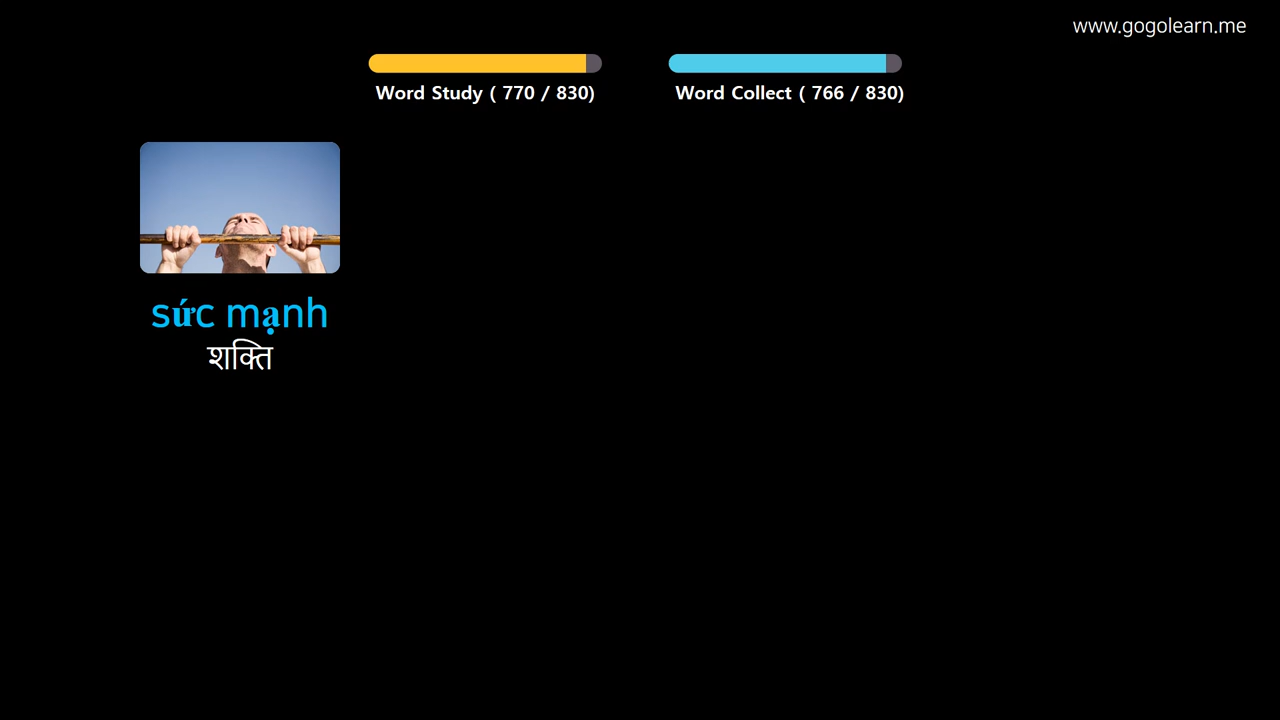 www.gogolearn.me
Word Study ( 770 / 830)
Word Collect ( 766 / 830)
sức mạnh
शक्ति